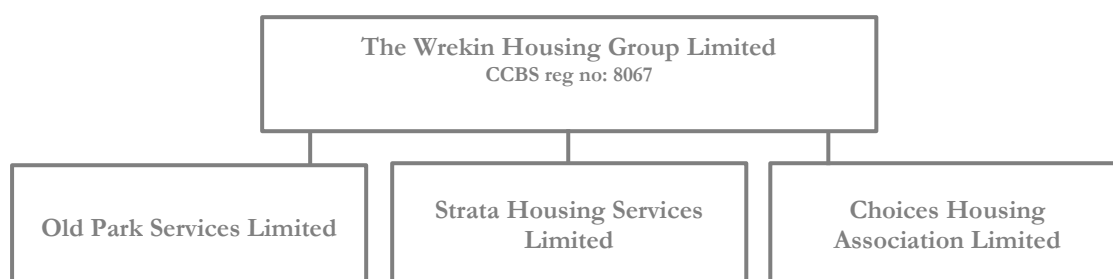 The Wrekin Housing Group Limited
CCBS reg no: 8067
Old Park Services Limited
Strata Housing Services
Limited
Choices Housing
Association Limited